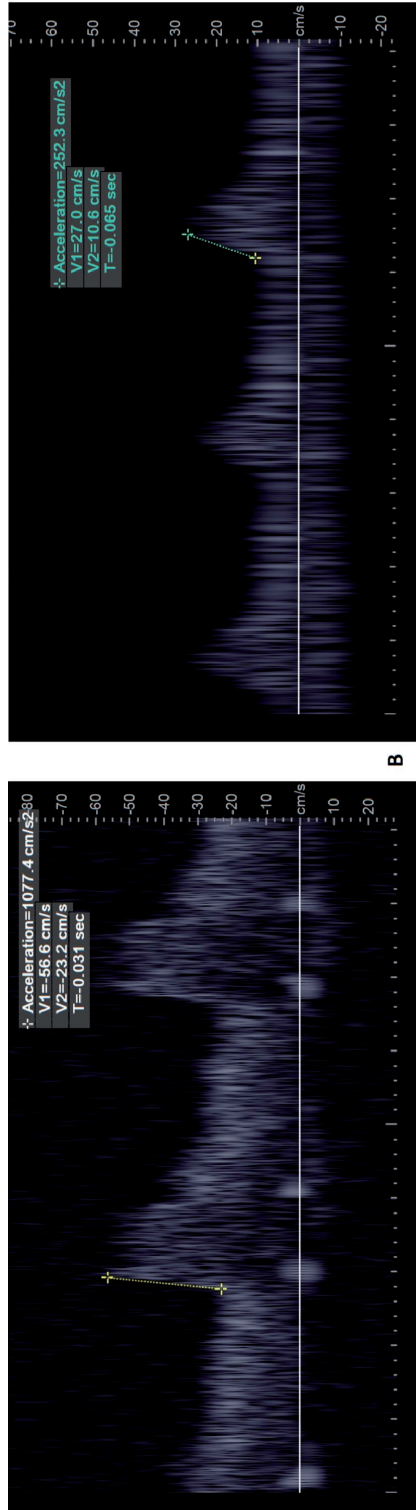 Acceleration=1077.4 cm/s2
V1=-56.6 cm/s
V2=-23.2 cm/s
T=-0.031 sec
-80
-70
-60
-50
-40
-30
-20
-10
cm/s
10
20
B
Acceleration=252.3 cm/s2
V1=27.0 cm/s
V2=10.6 cm/s
T=-0.065 sec
70
60
50
40
30
20
10
cm/s
-10
-20